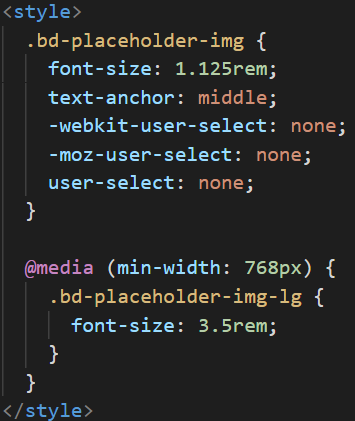 <style>
.bd-placeholder-img {
font-size: 1.125rem;
text-anchor: middle;
-webkit-user-select: none;
-moz-user-select: none;
user-select: none;
}
@media (min-width: 768px) {
.bd-placeholder-img-lg {
font-size: 3.5rem;
}
}
</style>